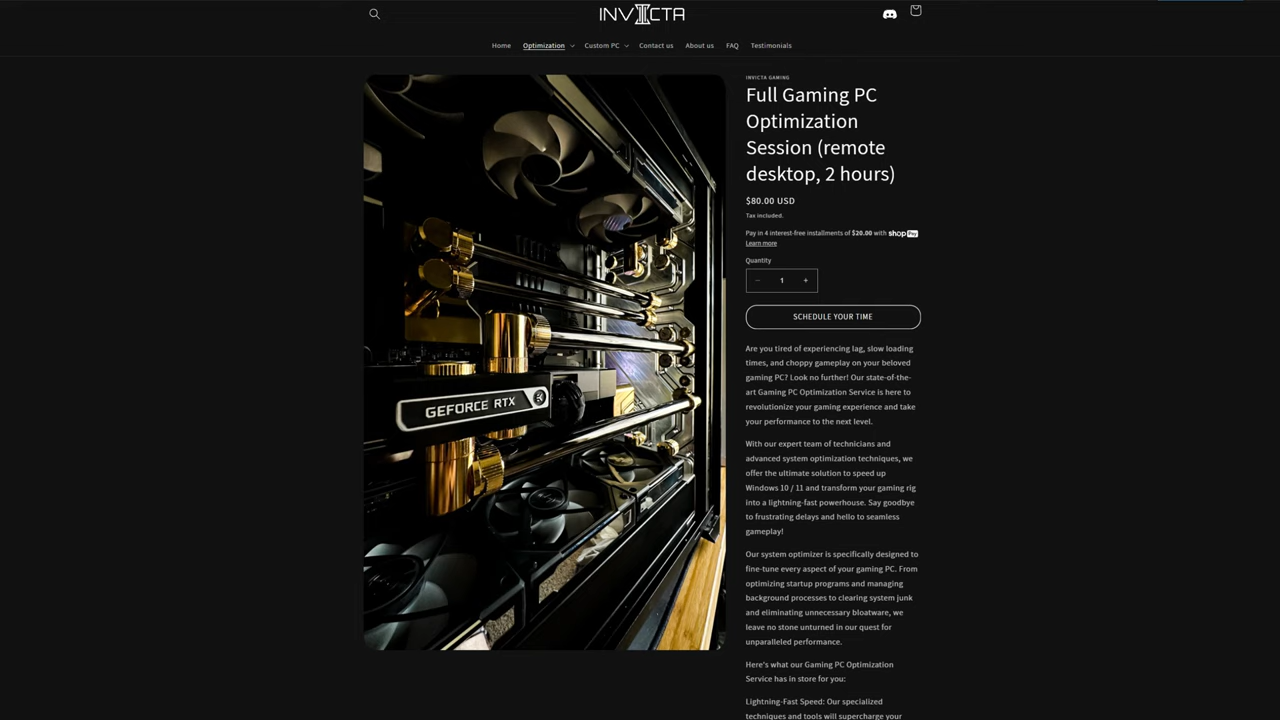 INVICTA
Home Optimization Custom PC Contact us About us FAQ Testimonials
GEFORCE RTX
INVICTA GAMING
Full Gaming PC
Optimization
Session (remote
desktop, 2 hours)
$80.00 USD
Tax included.
Pay in 4 interest-free installments of $20.00 with shop Pay
Learn more
Quantity
− 1 +
SCHEDULE YOUR TIME
Are you tired of experiencing lag, slow loading
times, and choppy gameplay on your beloved
gaming PC? Look no further! Our state-of-the-
art Gaming PC Optimization Service is here to
revolutionize your gaming experience and take
your performance to the next level.
With our expert team of technicians and
advanced system optimization techniques, we
offer the ultimate solution to speed up
Windows 10 / 11 and transform your gaming rig
into a lightning-fast powerhouse. Say goodbye
to frustrating delays and hello to seamless
gameplay!
Our system optimizer is specifically designed to
fine-tune every aspect of your gaming PC. From
optimizing startup programs and managing
background processes to clearing system junk
and eliminating unnecessary bloatware, we
leave no stone unturned in our quest for
unparalleled performance.
Here's what our Gaming PC Optimization
Service has in store for you:
Lightning-Fast Speed: Our specialized
techniques and tools will supercharge your